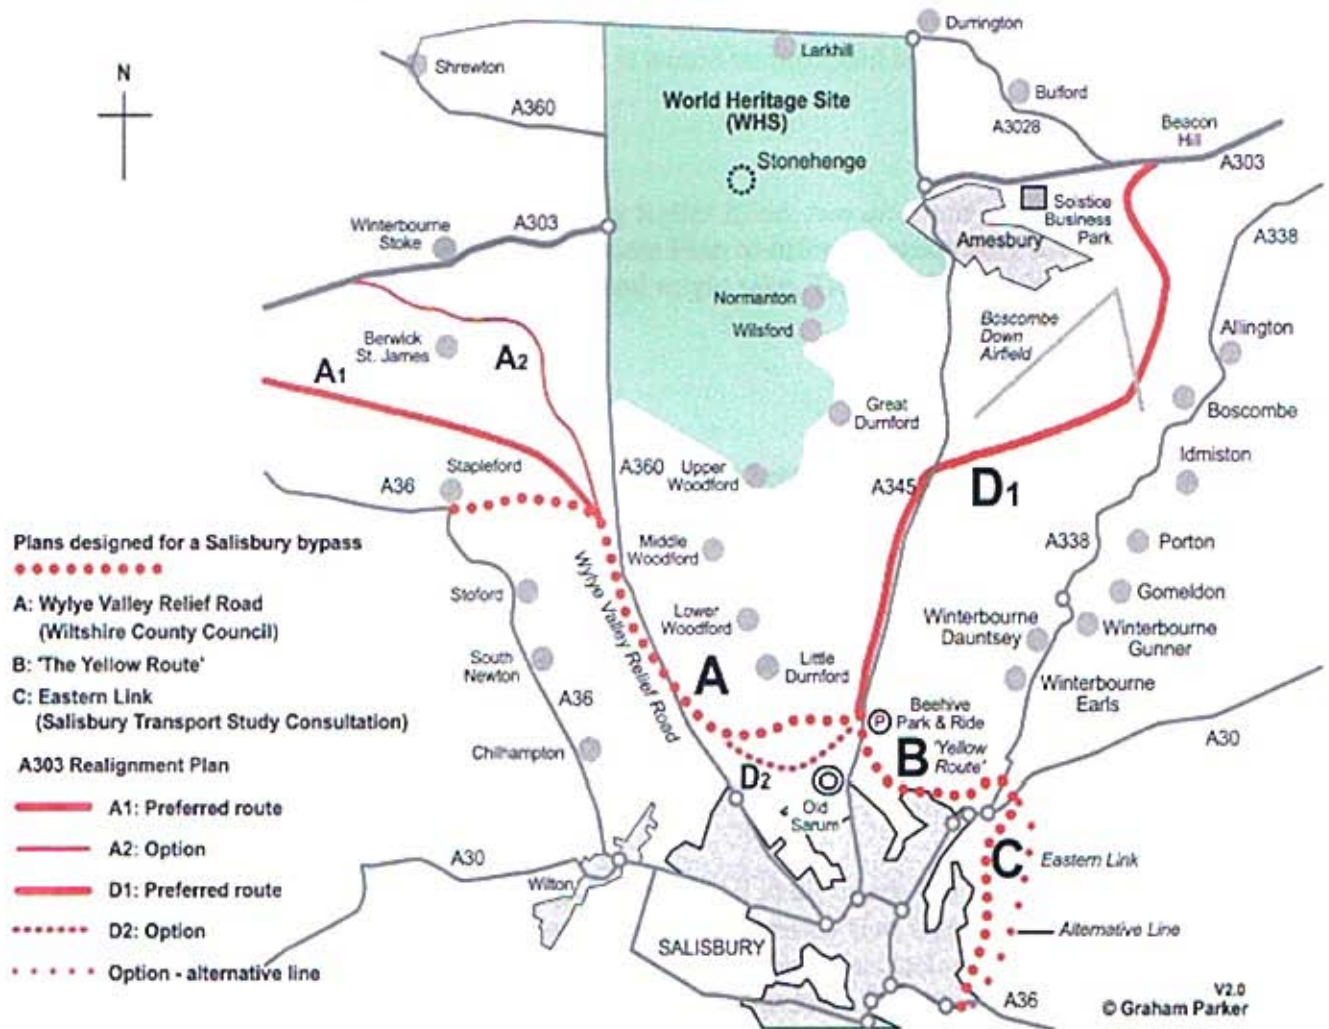 N
Durrington
Larkhill
Shrewton
A360
World Heritage Site
(WHS)
Stonehenge
Bulford
A3028
Beacon
Hill
A303
Winterbourne
Stoke
A303
Solstice
Business
Park
Amesbury
A338
Normanton
Wilsford
Boscombe
Down
Airfield
Allington
Berwick
St. James
A1
A2
Great
Durnford
Boscombe
Stapleford
A36
A360
Upper
Woodford
A345
D1
Idmiston
Plans designed for a Salisbury bypass
A: Wylye Valley Relief Road
(Wiltshire County Council)
B: 'The Yellow Route'
C: Eastern Link
(Salisbury Transport Study Consultation)
A303 Realignment Plan
A1: Preferred route
A2: Option
D1: Preferred route
D2: Option
Option - alternative line
Middle
Woodford
A338
Porton
Stoford
Wylye Valley Relief Road
Gomeldon
Lower
Woodford
Winterbourne
Dauntsey
Winterbourne
Gunner
South
Newton
A
Little
Durnford
Winterbourne
Earls
A36
Beehive
Park & Ride
P
A30
Chilhampton
B
'Yellow
Route'
D2
Old
Sarum
A30
Wilton
C
Eastern Link
SALISBURY
Alternative Line
A36
V2.0
© Graham Parker